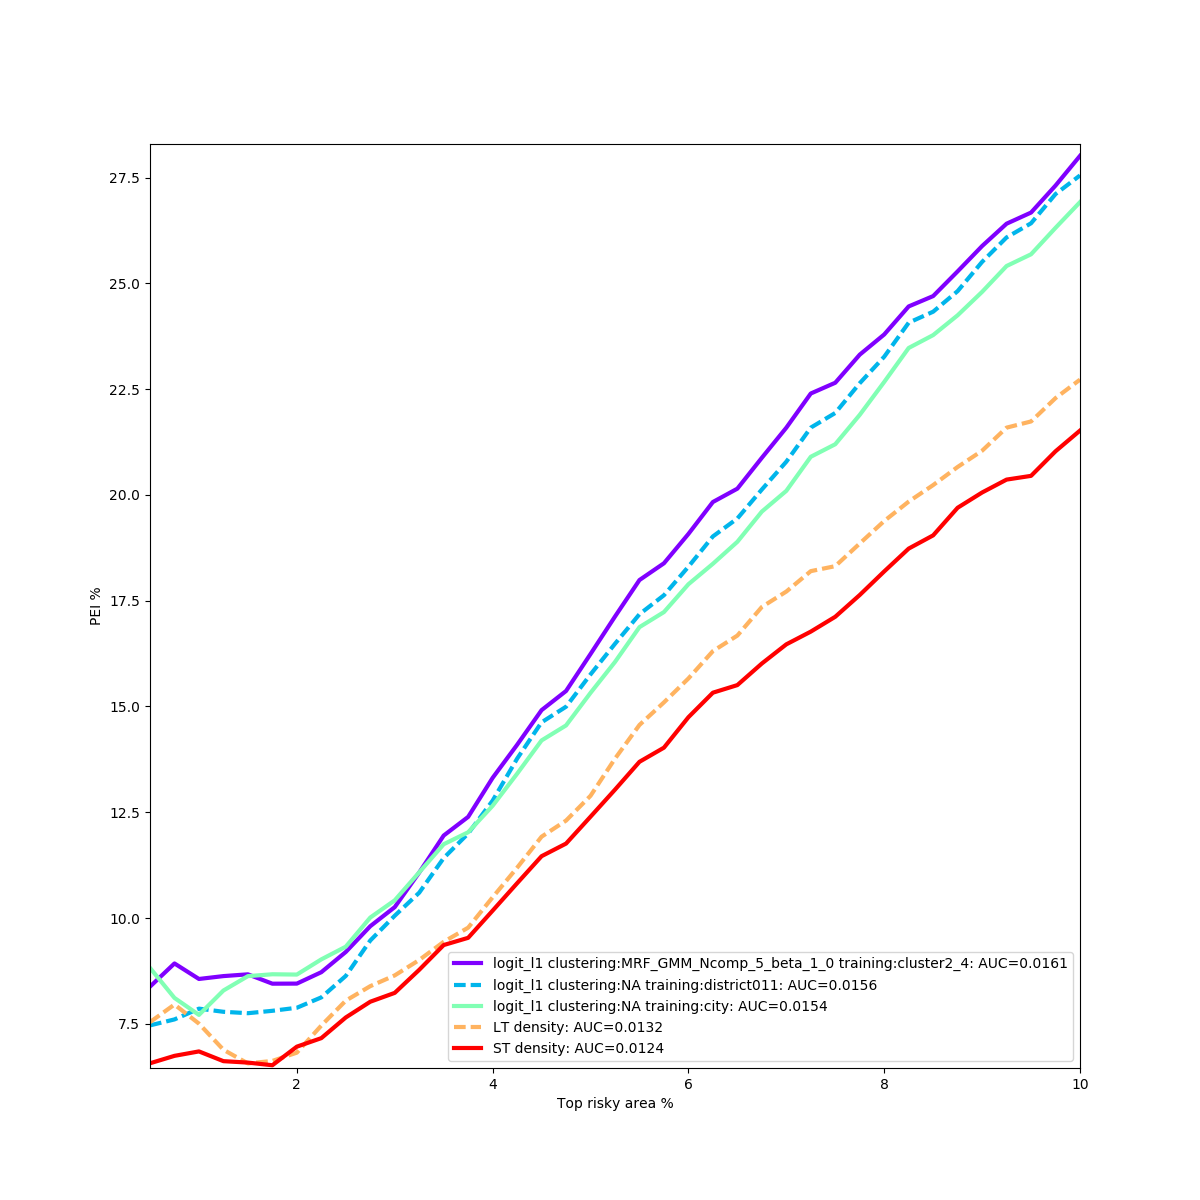 27.5
25.0
22.5
20.0
17.5
15.0
12.5
10.0
7.5
PEI %
logit_l1 clustering:MRF_GMM_Ncomp_5_beta_1_0 training:cluster2_4: AUC=0.0161
logit_l1 clustering:NA training:district011: AUC=0.0156
logit_l1 clustering:NA training:city: AUC=0.0154
LT density: AUC=0.0132
ST density: AUC=0.0124
2 4 6 8 10
Top risky area %